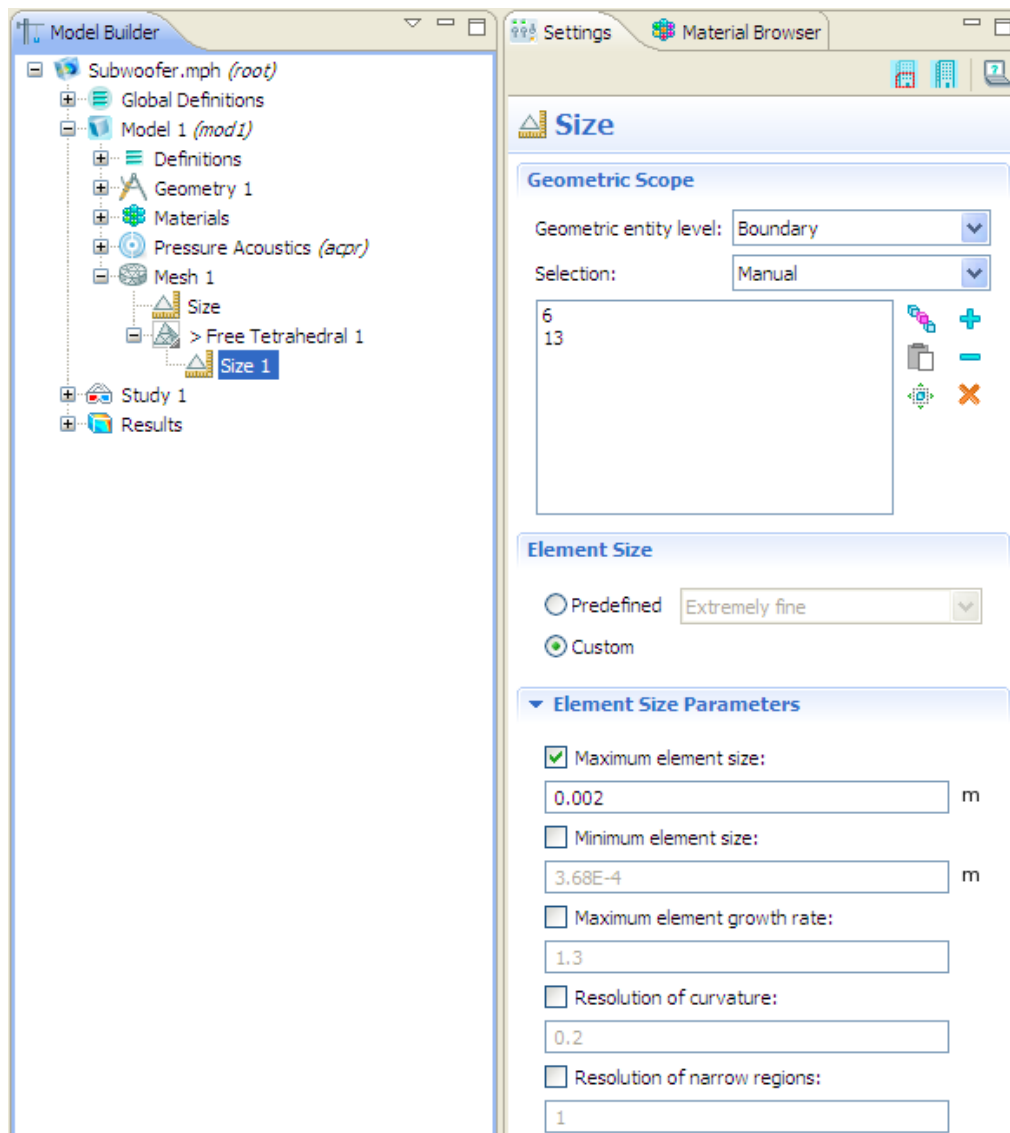 Model Builder
Subwoofer.mph (root)
Global Definitions
Model 1 (mod1)
Definitions
Geometry 1
Materials
Pressure Acoustics (acpr)
Mesh 1
Size
> Free Tetrahedral 1
Size 1
Study 1
Results
Settings
Material Browser
Size
Geometric Scope
Geometric entity level: Boundary
Selection: Manual
6
13
Element Size
Predefined Extremely fine
Custom
Element Size Parameters
Maximum element size:
0.002 m
Minimum element size:
3.68E-4 m
Maximum element growth rate:
1.3
Resolution of curvature:
0.2
Resolution of narrow regions:
1